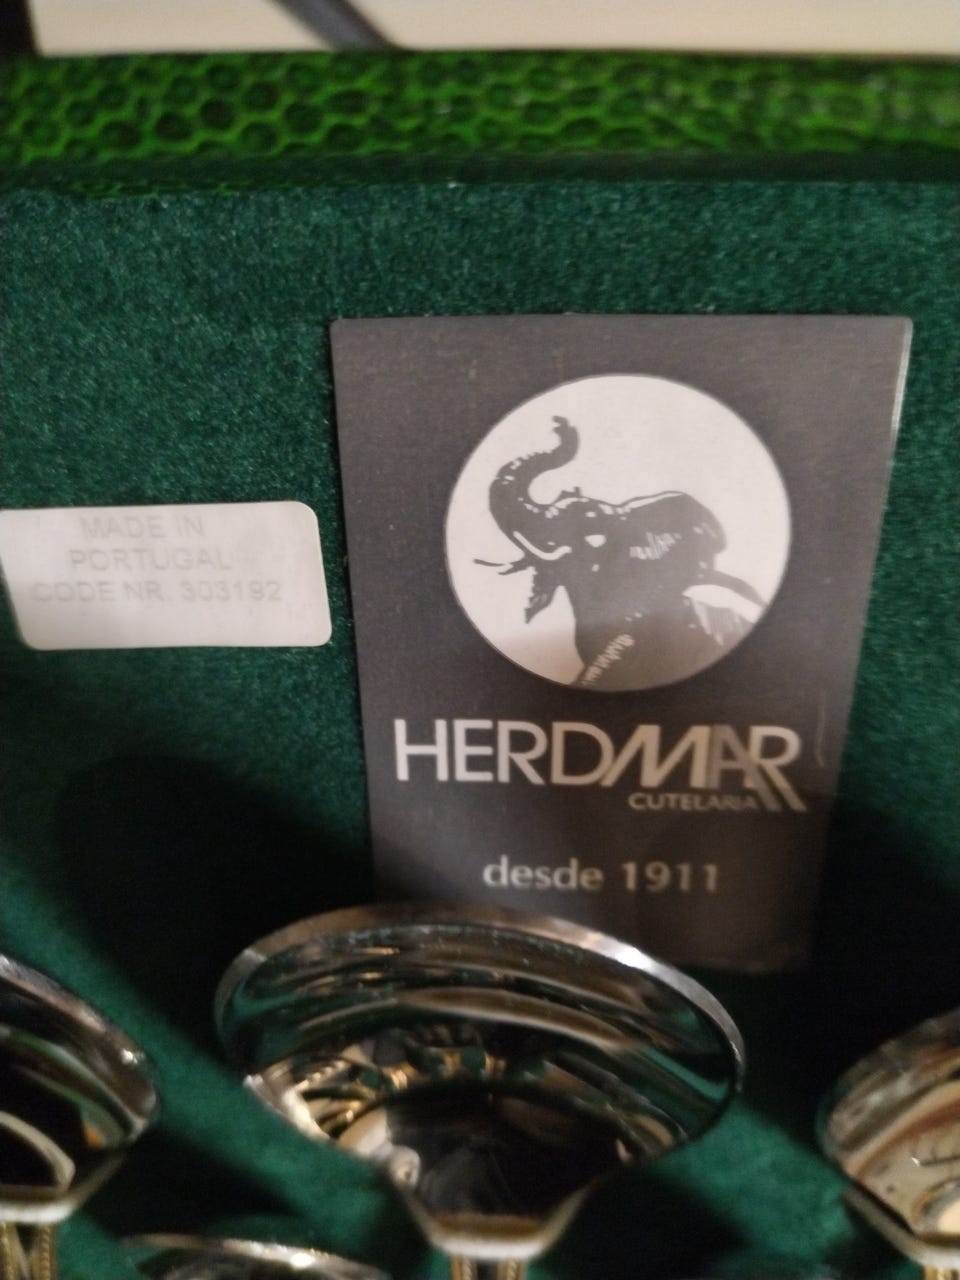 MADE IN
PORTUGAL
CODE NR. 303192
HERDMAR
CUTELARIA
desde 1911